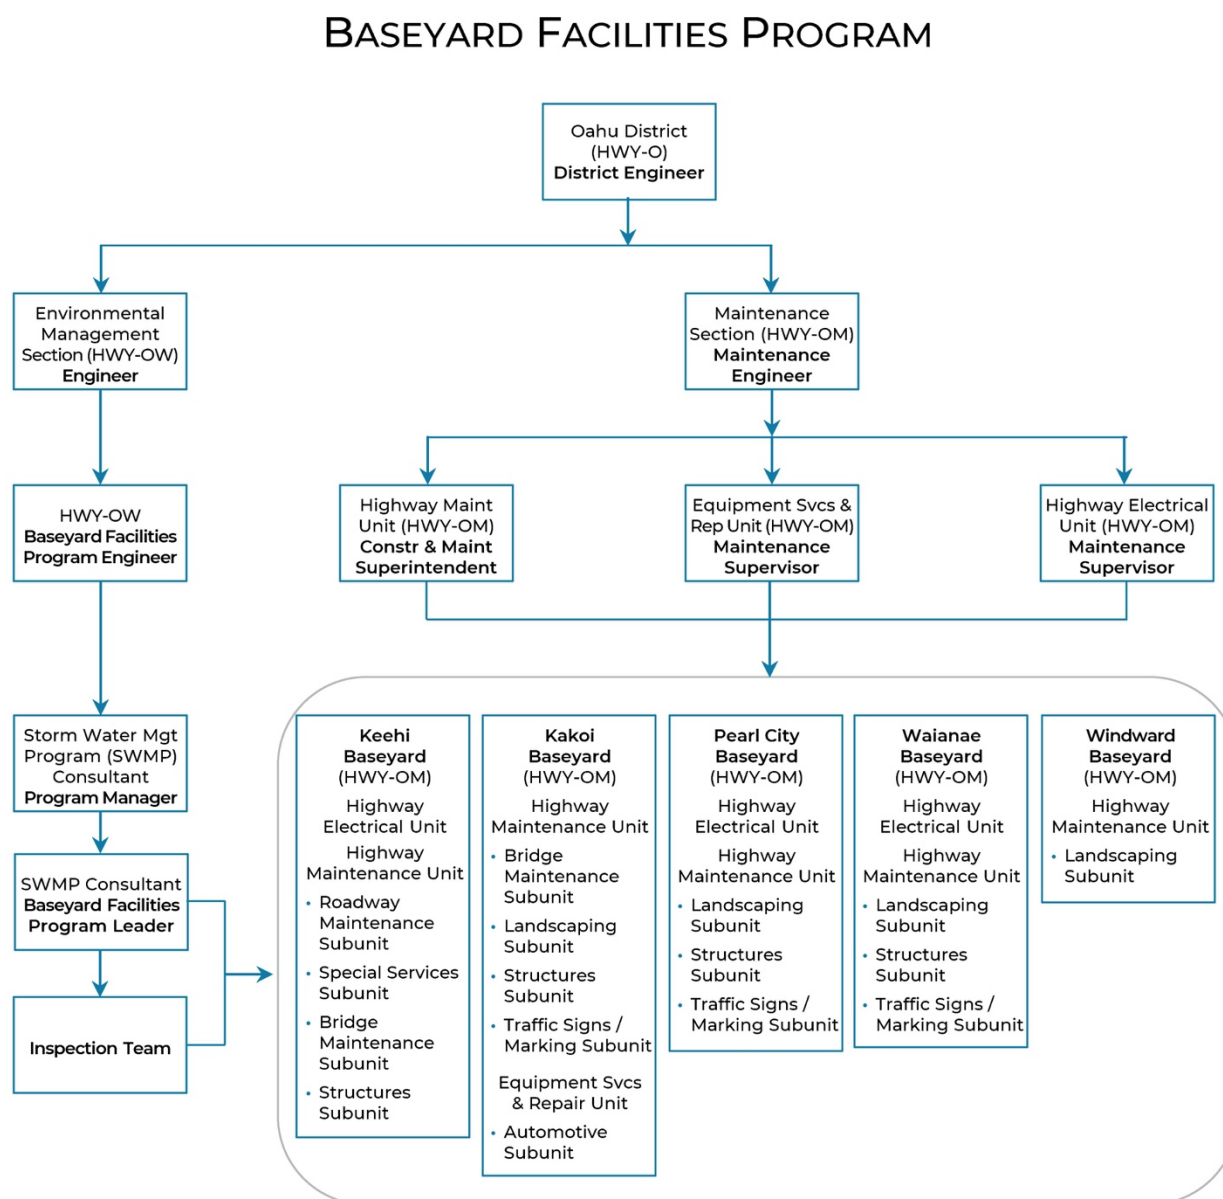 BASEYARD FACILITIES PROGRAM
Oahu District
(HWY-O)
District Engineer
Environmental
Management
Section (HWY-OW)
Engineer
Maintenance
Section (HWY-OM)
Maintenance
Engineer
HWY-OW
Baseyard Facilities
Program Engineer
Highway Maint
Unit (HWY-OM)
Constr & Maint
Superintendent
Equipment Svcs &
Rep Unit (HWY-OM)
Maintenance
Supervisor
Highway Electrical
Unit (HWY-OM)
Maintenance
Supervisor
Storm Water Mgt
Program (SWMP)
Consultant
Program Manager
SWMP Consultant
Baseyard Facilities
Program Leader
Inspection Team
Keehi
Baseyard
(HWY-OM)
Highway
Electrical Unit
Highway
Maintenance Unit
• Roadway
Maintenance
Subunit
• Special Services
Subunit
• Bridge
Maintenance
Subunit
• Structures
Subunit
Kakoi
Baseyard
(HWY-OM)
Highway
Maintenance Unit
• Bridge
Maintenance
Subunit
• Landscaping
Subunit
• Structures
Subunit
• Traffic Signs /
Marking Subunit
Equipment Svcs
& Repair Unit
• Automotive
Subunit
Pearl City
Baseyard
(HWY-OM)
Highway
Electrical Unit
Highway
Maintenance Unit
• Landscaping
Subunit
• Structures
Subunit
• Traffic Signs /
Marking Subunit
Waianae
Baseyard
(HWY-OM)
Highway
Electrical Unit
Highway
Maintenance Unit
• Landscaping
Subunit
• Structures
Subunit
• Traffic Signs /
Marking Subunit
Windward
Baseyard
(HWY-OM)
Highway
Maintenance Unit
• Landscaping
Subunit